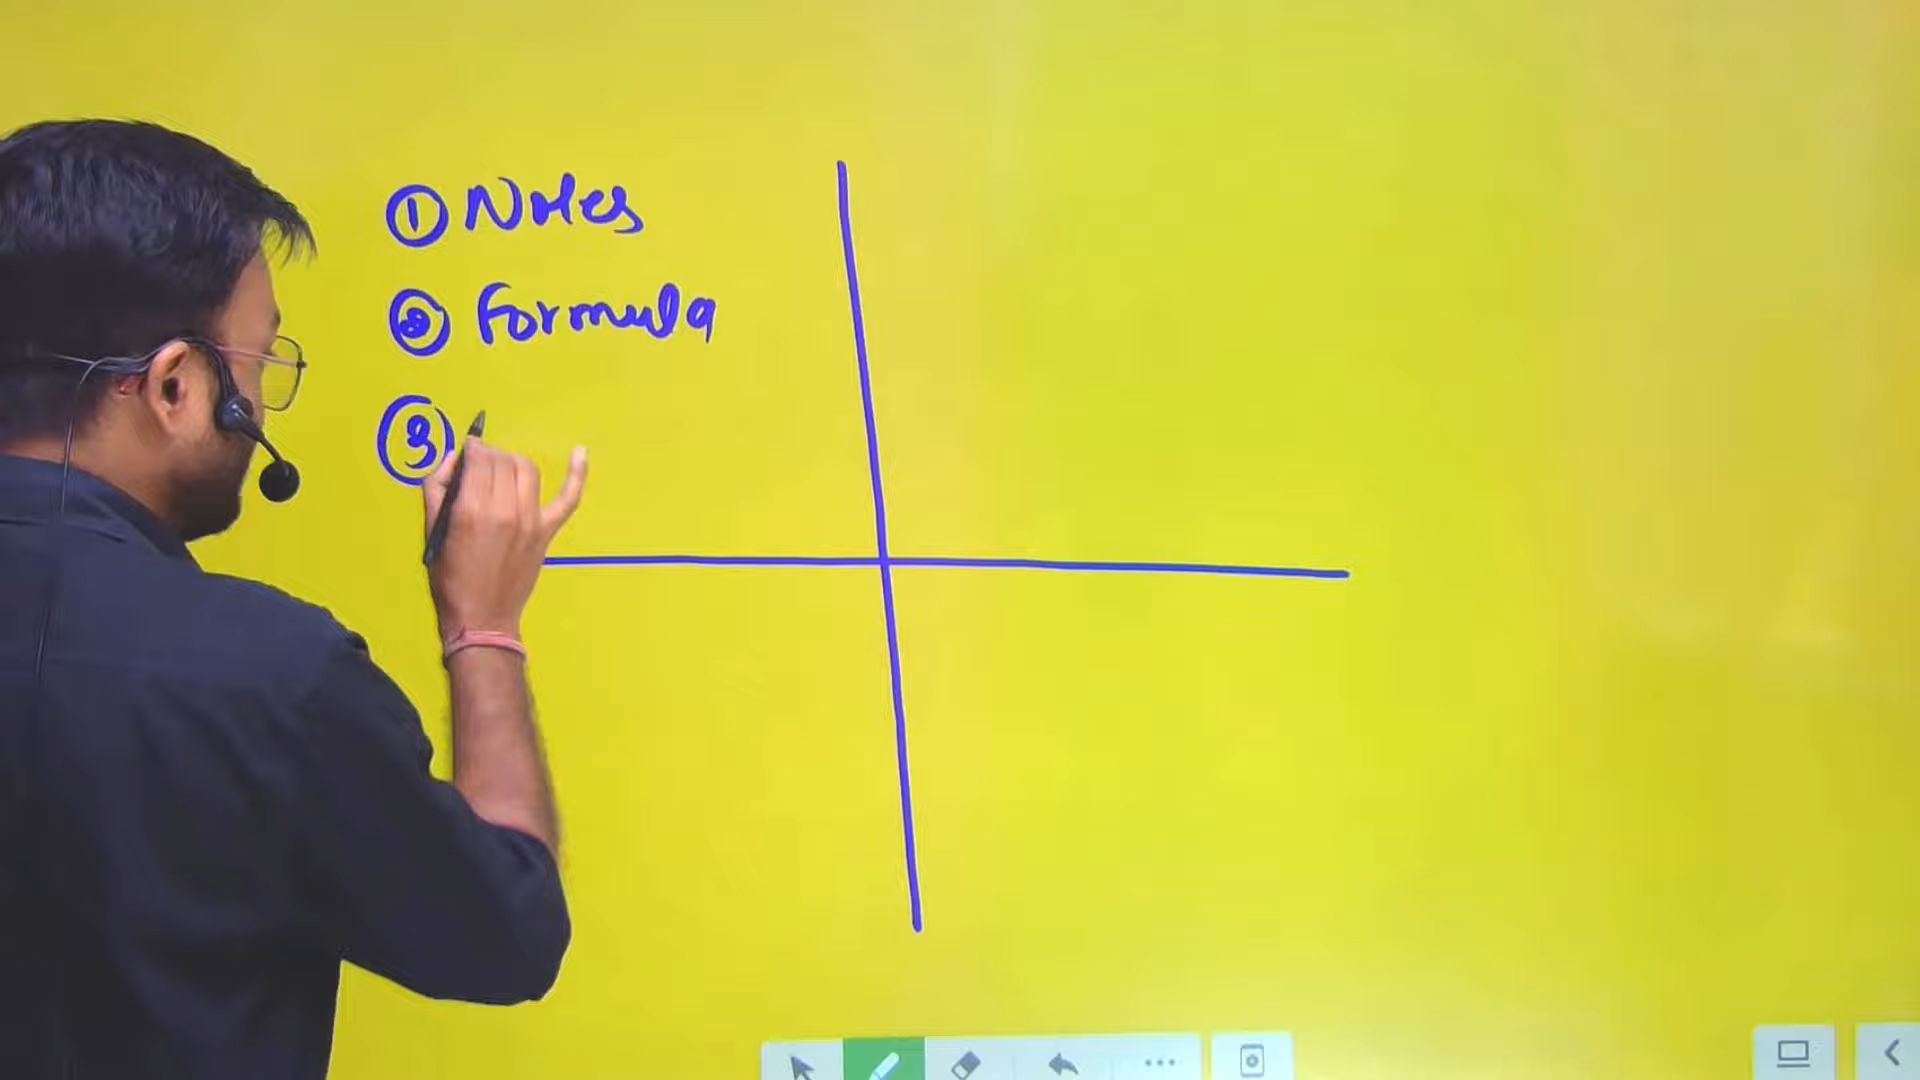 ① Notes
② Formula
③